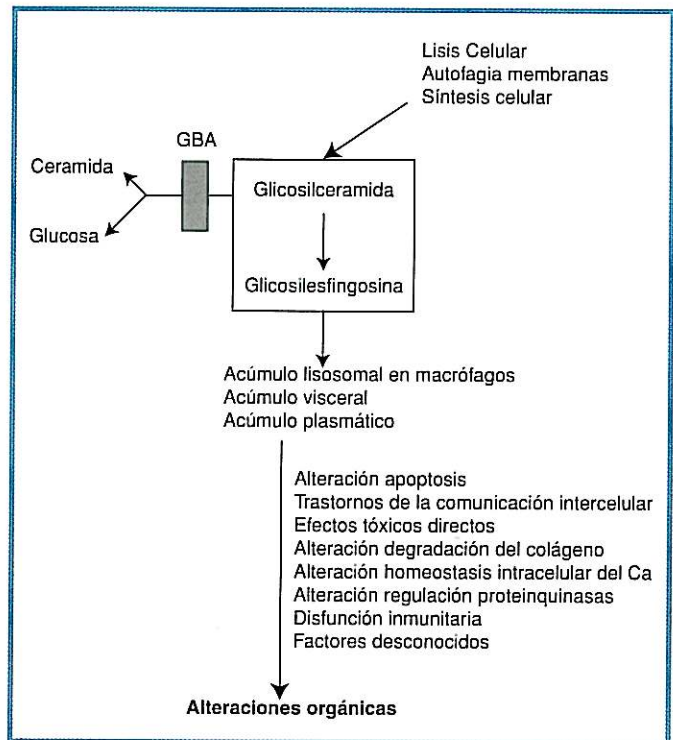 Lisis Celular
Autofagia membranas
Síntesis celular
GBA
Ceramida
Glucosa
Glicosilceramida
Glicosilesfingosina
Acúmulo lisosomal en macrófagos
Acúmulo visceral
Acúmulo plasmático
Alteración apoptosis
Trastornos de la comunicación intercelular
Efectos tóxicos directos
Alteración degradación del colágeno
Alteración homeostasis intracelular del Ca
Alteración regulación proteinquinasas
Disfunción inmunitaria
Factores desconocidos
Alteraciones orgánicas